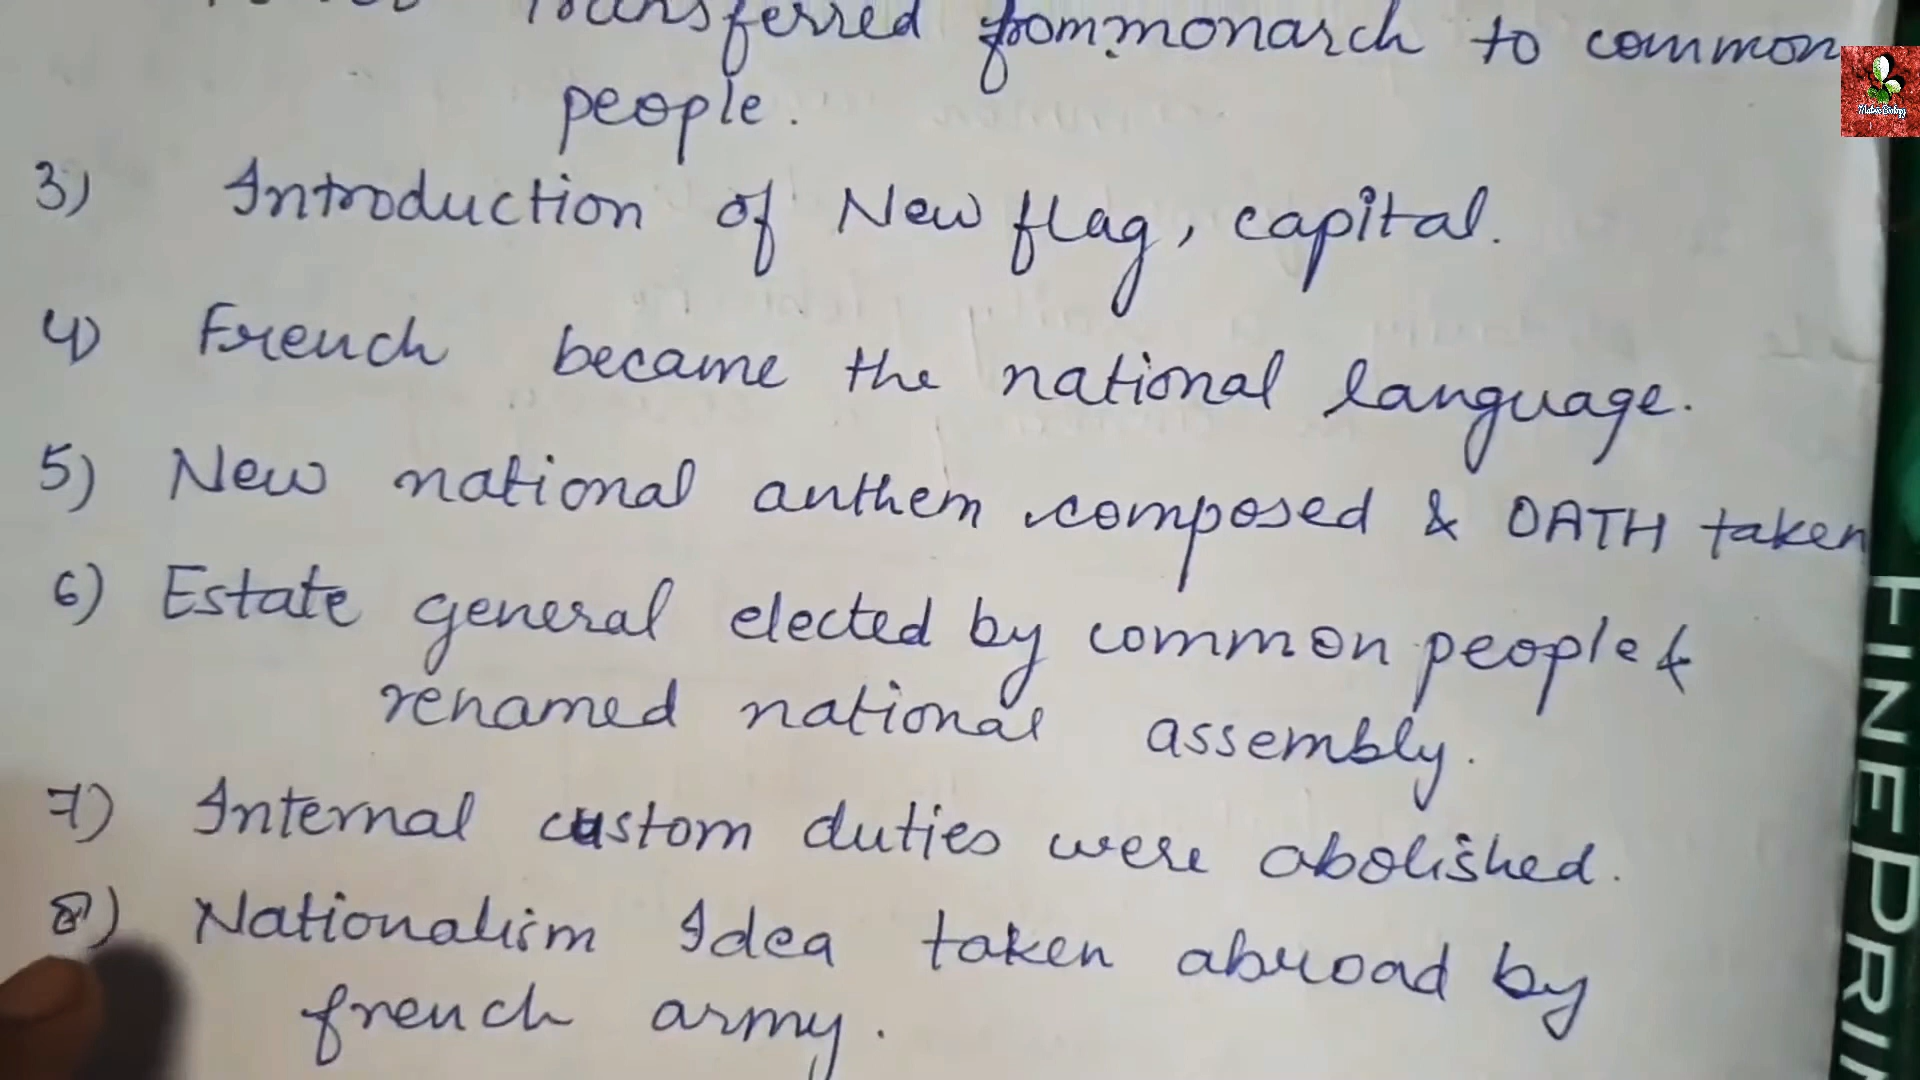 transferred from monarch to common
people.
3) Introduction of New flag, capital.
4) French became the national language.
5) New national anthem composed & OATH taken
6) Estate general elected by common people &
renamed national assembly.
7) Internal custom duties were abolished.
8) Nationalism Idea taken abroad by
french army.
FINEPRIN